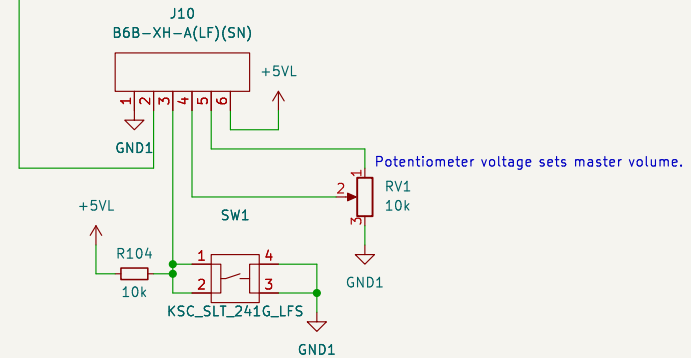 J10
B6B-XH-A(LF)(SN)
+5VL
1 2 3 4 5 6
GND1
Potentiometer voltage sets master volume.
1
2
RV1
10k
3
+5VL
SW1
R104
1 4
GND1
10k
2 3
KSC_SLT_241G_LFS
GND1